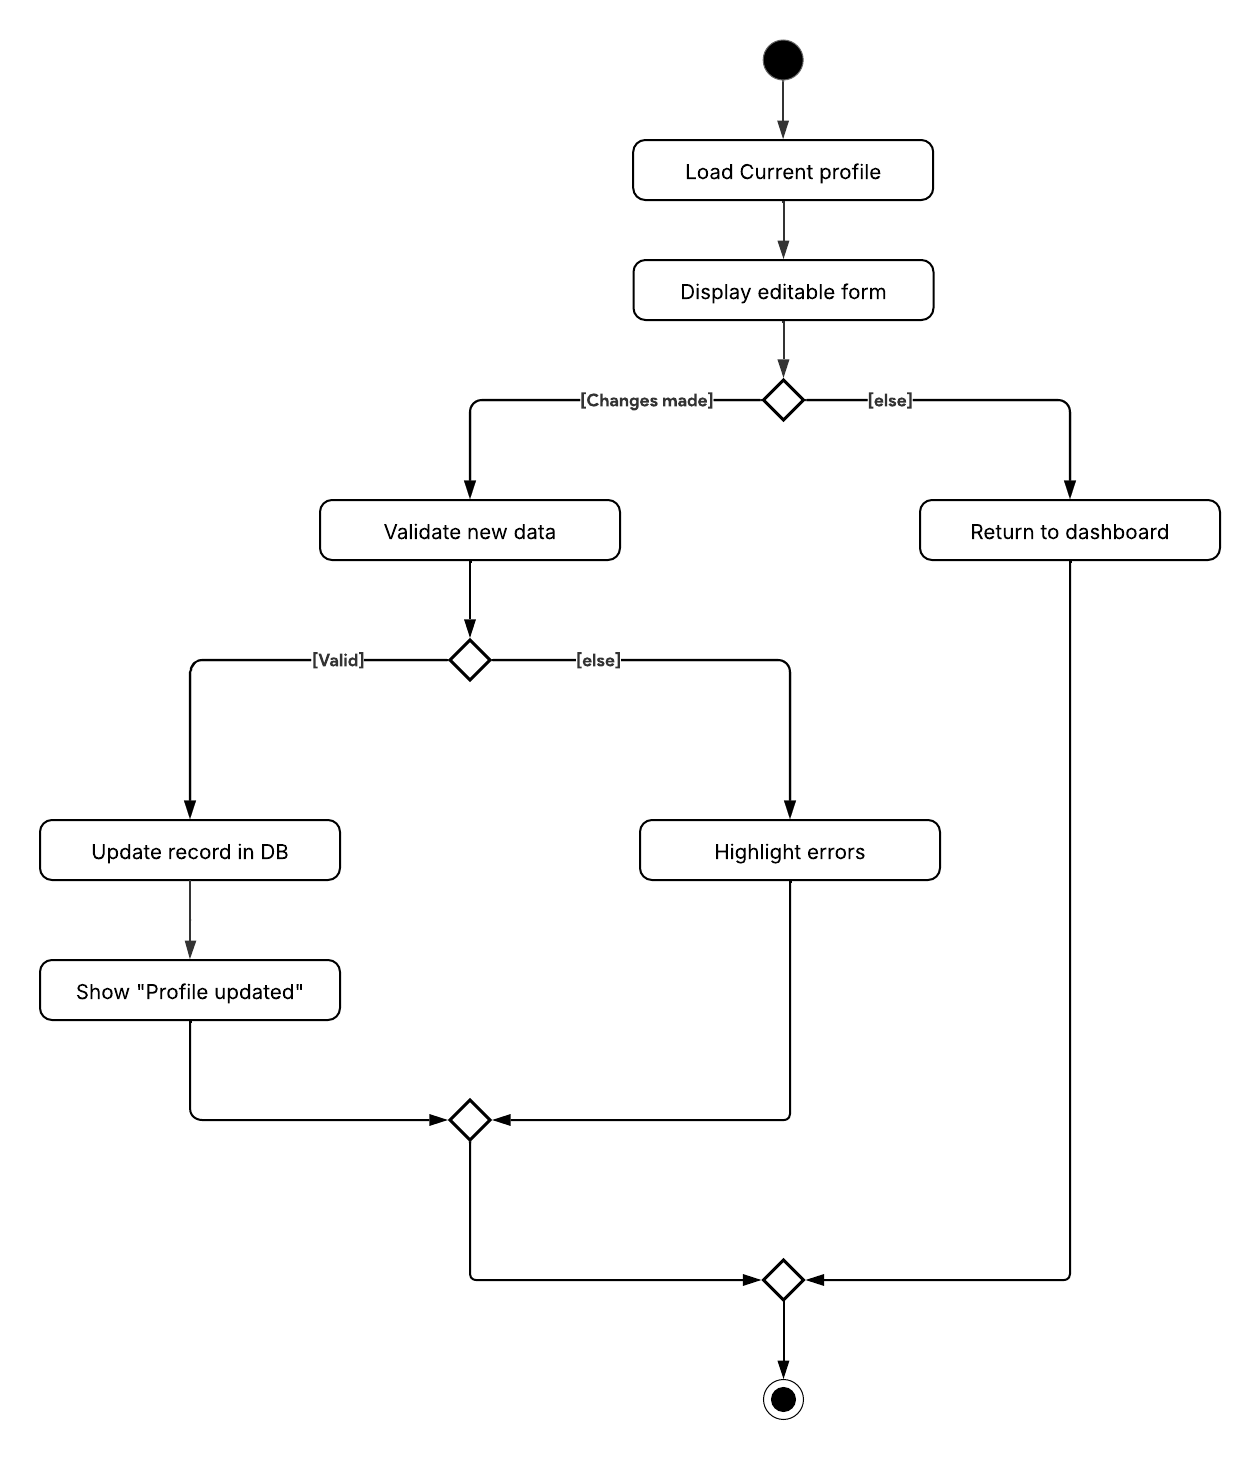 Load Current profile
Display editable form
[Changes made]
[else]
Validate new data
Return to dashboard
[Valid]
[else]
Update record in DB
Highlight errors
Show "Profile updated"